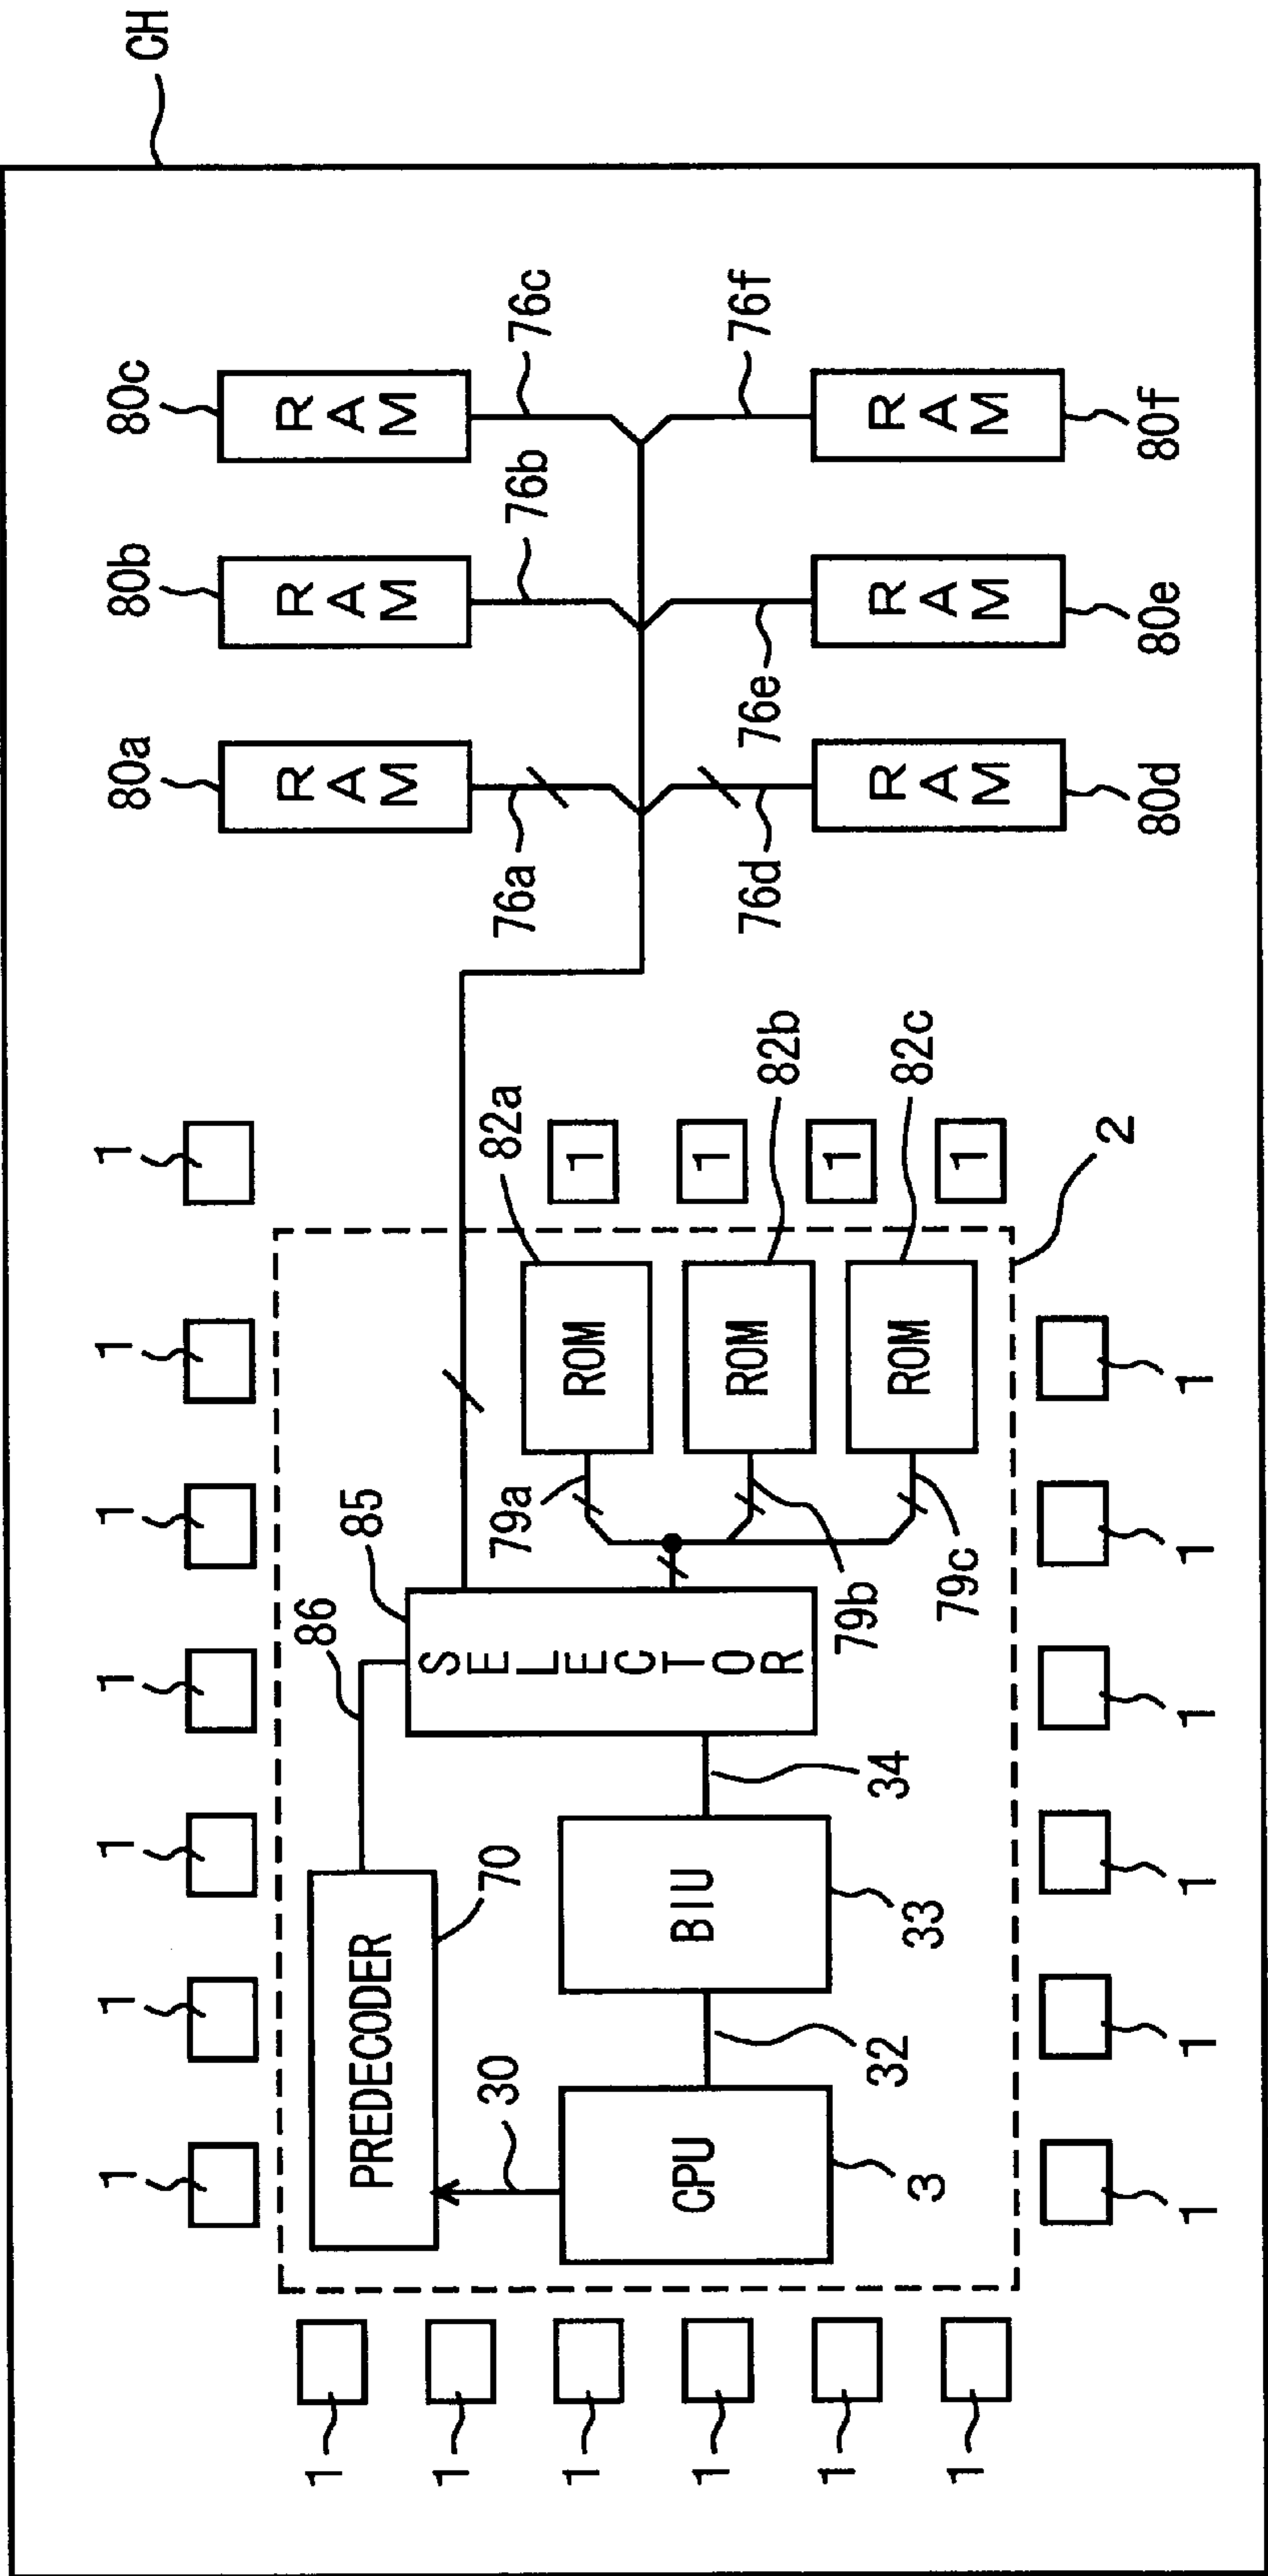 CH
80a
80b
80c
1
1
1
1
1
1
1
RAM
RAM
RAM
86
85
1
PREDECODER
SELECTOR
1
30
70
79a
82a
76a
76b
76c
1
ROM
1
CPU
BIU
1
1
ROM
82b
76d
76e
76f
1
1
32
34
79b
ROM
82c
RAM
RAM
RAM
3
33
79c
1
1
2
80d
80e
80f
1
1
1
1
1
1